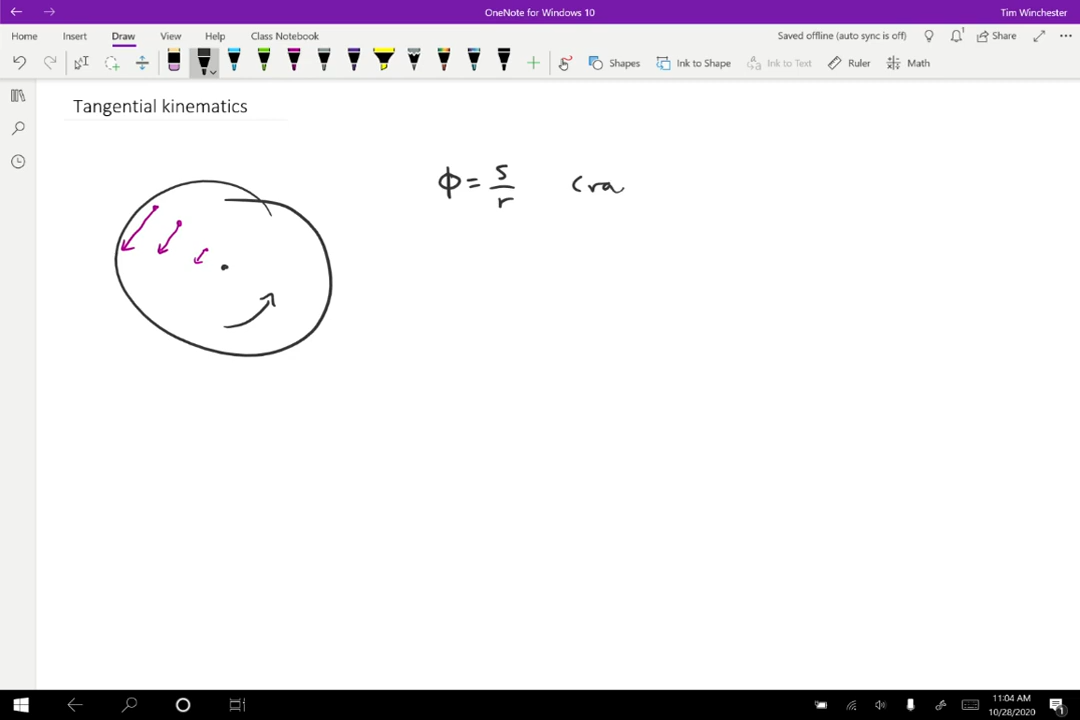 OneNote for Windows 10
Tim Winchester
Home Insert Draw View Help Class Notebook
Saved offline (auto sync is off) Share
Shapes Ink to Shape Ink to Text Ruler Math
Tangential kinematics
ϕ = s/r (ra
11:04 AM
10/28/2020
1